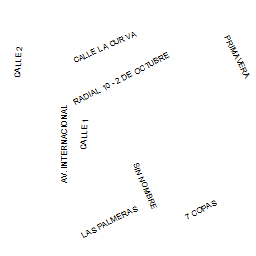 CALLE 2
CALLE LA CURVA
PRIMAVERA
RADIAL 10 - 2 DE OCTUBRE
AV. INTERNACIONAL
CALLE 1
SIN NOMBRE
LAS PALMERAS
7 COPAS